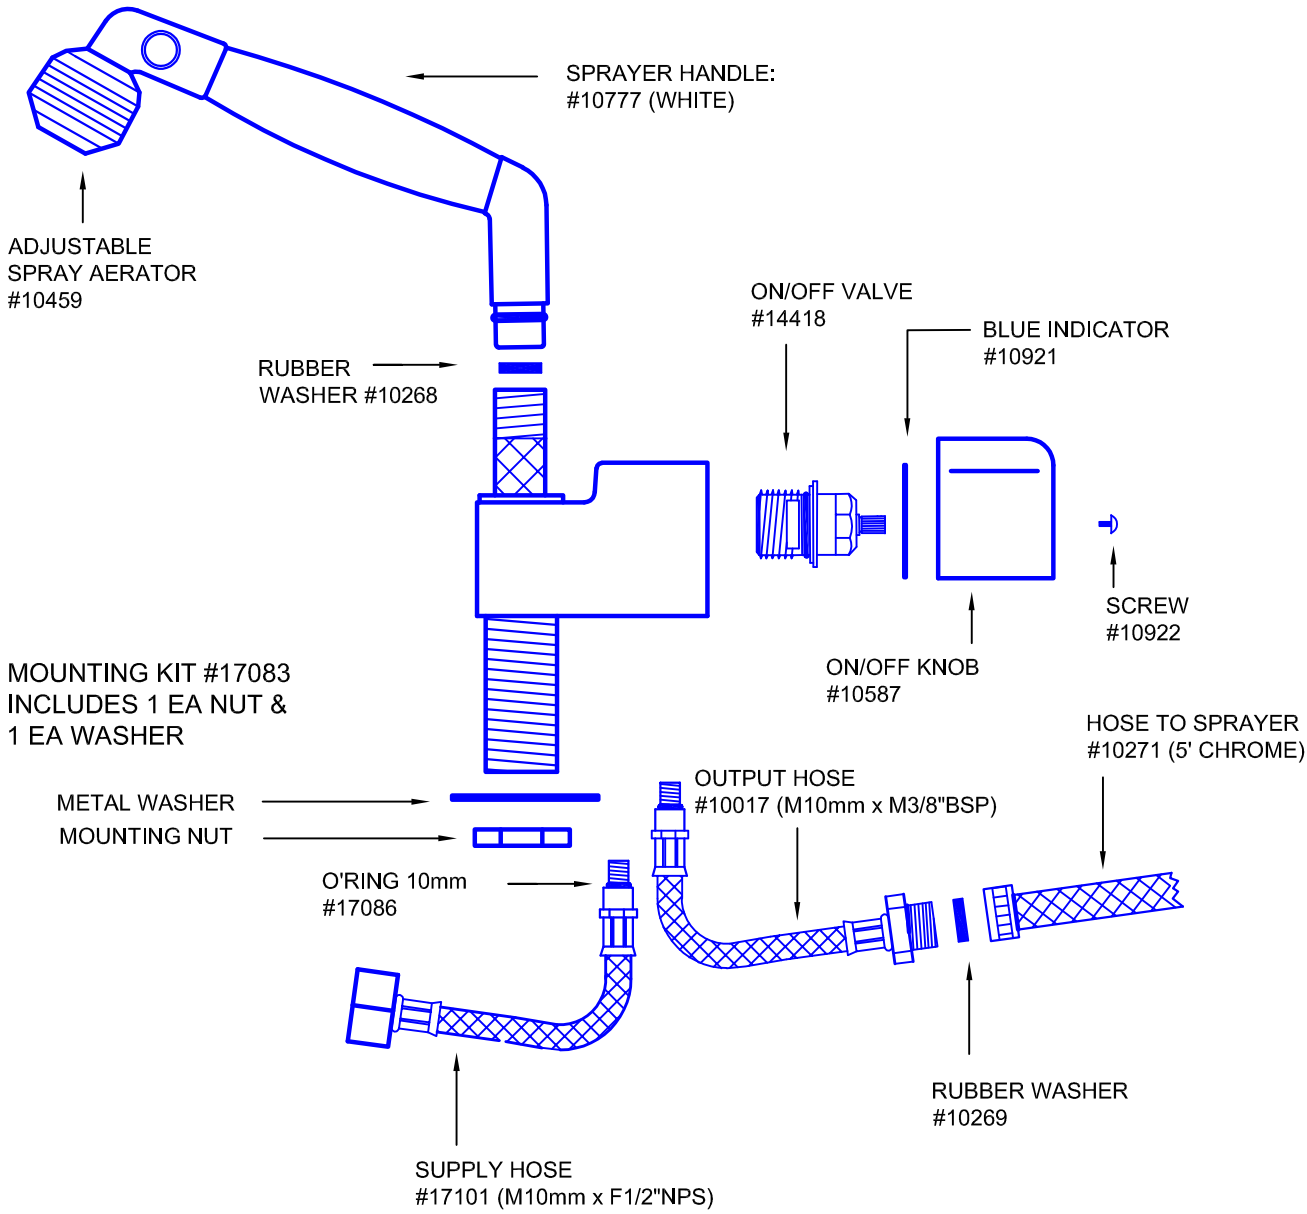 SPRAYER HANDLE:
#10777 (WHITE)
ADJUSTABLE
SPRAY AERATOR
#10459
ON/OFF VALVE
#14418
BLUE INDICATOR
#10921
RUBBER
WASHER #10268
SCREW
#10922
ON/OFF KNOB
#10587
MOUNTING KIT #17083
INCLUDES 1 EA NUT &
1 EA WASHER
HOSE TO SPRAYER
#10271 (5' CHROME)
OUTPUT HOSE
#10017 (M10mm x M3/8"BSP)
METAL WASHER
MOUNTING NUT
O'RING 10mm
#17086
RUBBER WASHER
#10269
SUPPLY HOSE
#17101 (M10mm x F1/2"NPS)